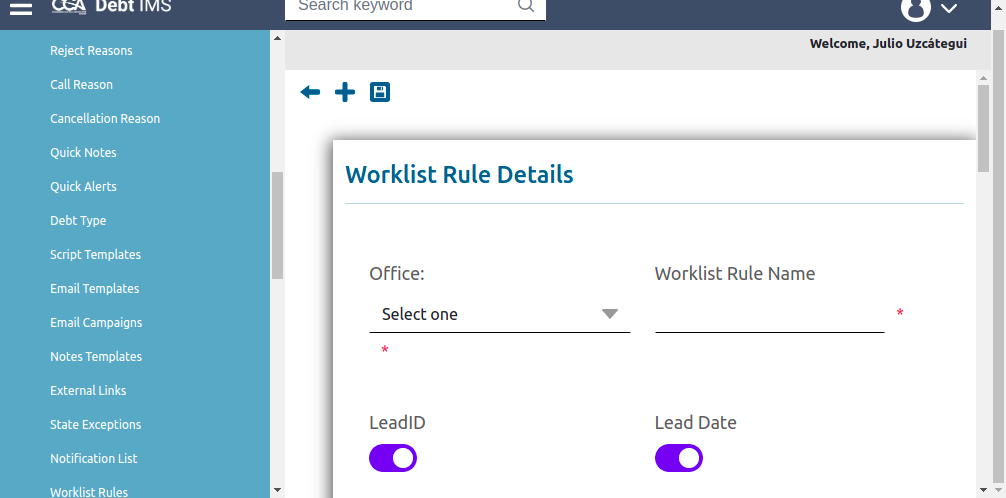 CCA Debt IMS
Search keyword
Welcome, Julio Uzcátegui
Reject Reasons
Call Reason
Cancellation Reason
Quick Notes
Quick Alerts
Debt Type
Script Templates
Email Templates
Email Campaigns
Notes Templates
External Links
State Exceptions
Notification List
Worklist Rules
Worklist Rule Details
Office:
Worklist Rule Name
Select one
*
*
LeadID
Lead Date